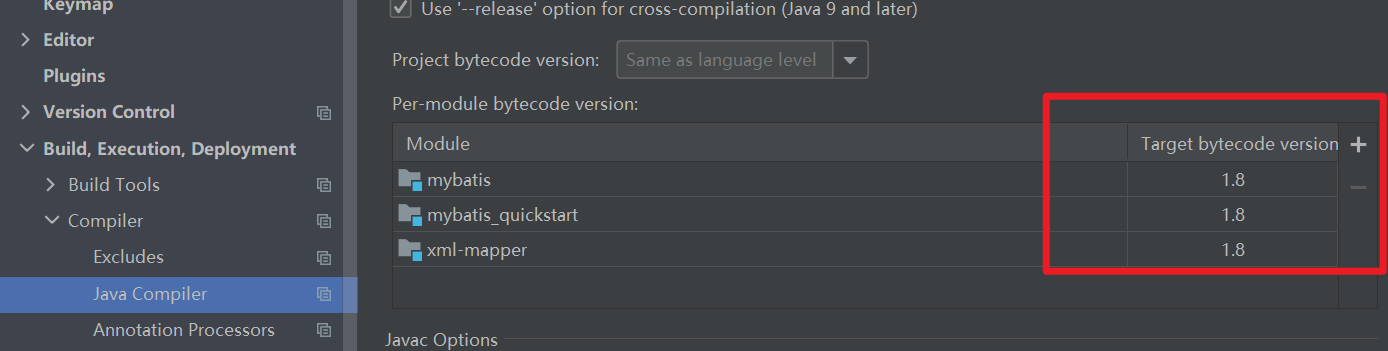 Keymap
Editor
Plugins
Version Control
Build, Execution, Deployment
Build Tools
Compiler
Excludes
Java Compiler
Annotation Processors
Use '--release' option for cross-compilation (Java 9 and later)
Project bytecode version: Same as language level
Per-module bytecode version:
Module Target bytecode version
mybatis 1.8
mybatis_quickstart 1.8
xml-mapper 1.8
Javac Options